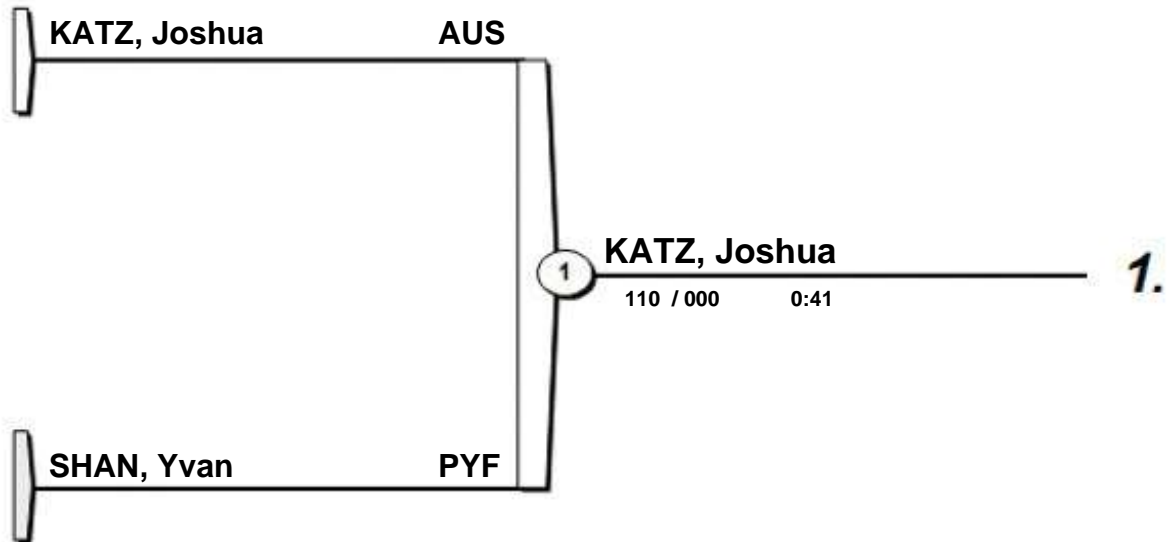 KATZ, Joshua AUS
1 KATZ, Joshua 1.
110 / 000 0:41
SHAN, Yvan PYF